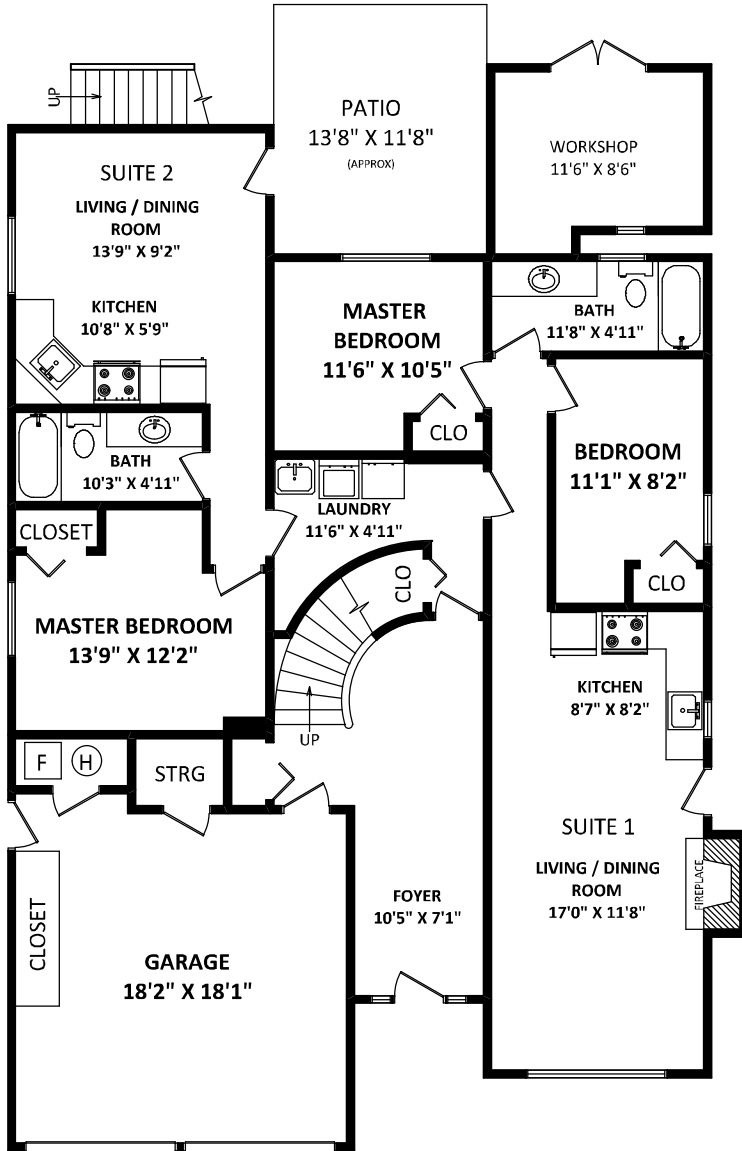 UP
PATIO
13'8" X 11'8"
(APPROX)
WORKSHOP
11'6" X 8'6"
SUITE 2
LIVING / DINING
ROOM
13'9" X 9'2"
KITCHEN
10'8" X 5'9"
MASTER
BEDROOM
11'6" X 10'5"
CLO
BATH
11'8" X 4'11"
BEDROOM
11'1" X 8'2"
CLO
BATH
10'3" X 4'11"
CLOSET
LAUNDRY
11'6" X 4'11"
CLO
MASTER BEDROOM
13'9" X 12'2"
UP
KITCHEN
8'7" X 8'2"
F
H
STRG
SUITE 1
LIVING / DINING
ROOM
17'0" X 11'8"
FIREPLACE
FOYER
10'5" X 7'1"
CLOSET
GARAGE
18'2" X 18'1"